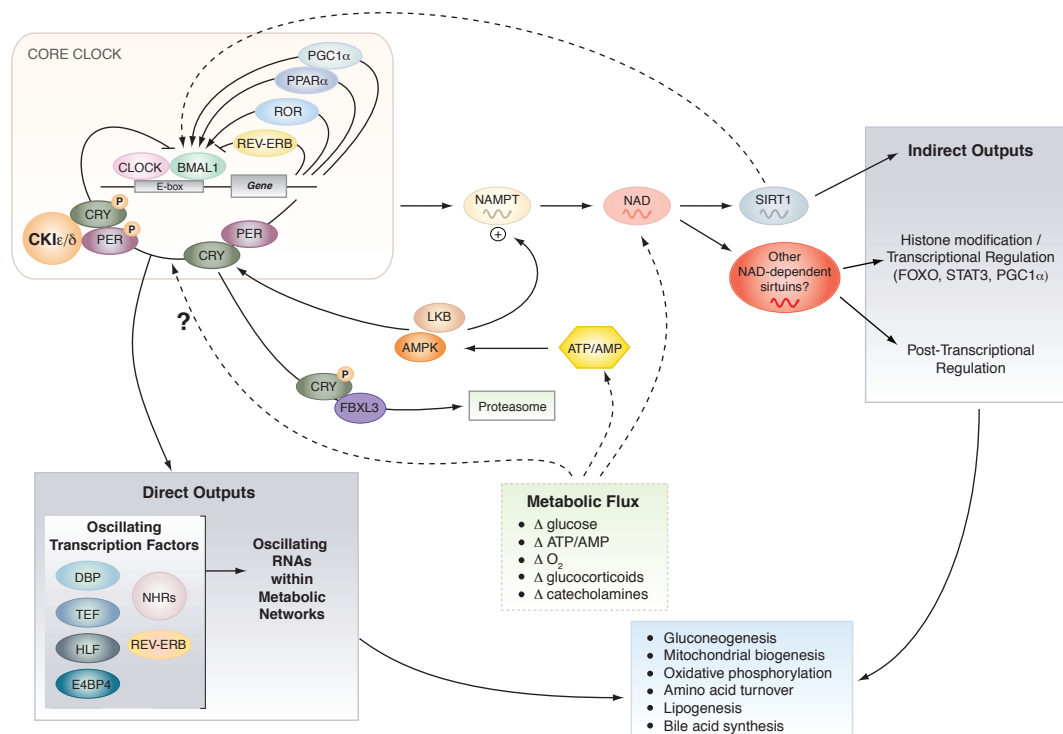 CORE CLOCK
PGC1α
PPARα
ROR
REV-ERB
CLOCK
BMAL1
E-box
Gene
CRY
P
P
CKIε/δ
PER
PER
CRY
NAMPT
+
NAD
SIRT1
Other
NAD-dependent
sirtuins?
Indirect Outputs
Histone modification /
Transcriptional Regulation
(FOXO, STAT3, PGC1α)
Post-Transcriptional
Regulation
?
LKB
AMPK
ATP/AMP
CRY
P
FBXL3
Proteasome
Direct Outputs
Oscillating
Transcription Factors
DBP
TEF
HLF
E4BP4
NHRs
REV-ERB
Oscillating
RNAs
within
Metabolic
Networks
Metabolic Flux
• Δ glucose
• Δ ATP/AMP
• Δ O₂
• Δ glucocorticoids
• Δ catecholamines
• Gluconeogenesis
• Mitochondrial biogenesis
• Oxidative phosphorylation
• Amino acid turnover
• Lipogenesis
• Bile acid synthesis